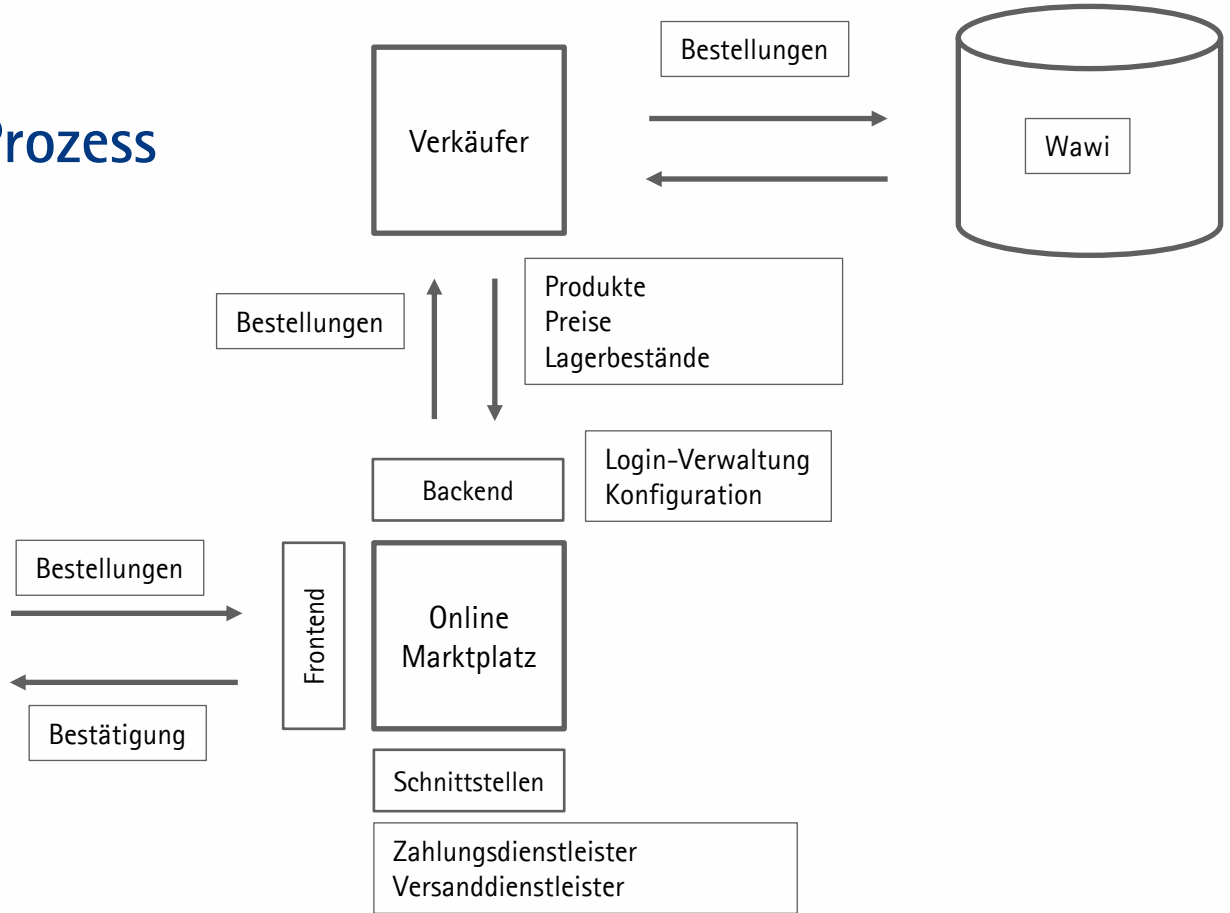 Prozess
Bestellungen
Verkäufer
Wawi
Bestellungen
Produkte
Preise
Lagerbestände
Login-Verwaltung
Konfiguration
Backend
Bestellungen
Frontend
Online
Marktplatz
Bestätigung
Schnittstellen
Zahlungsdienstleister
Versanddienstleister